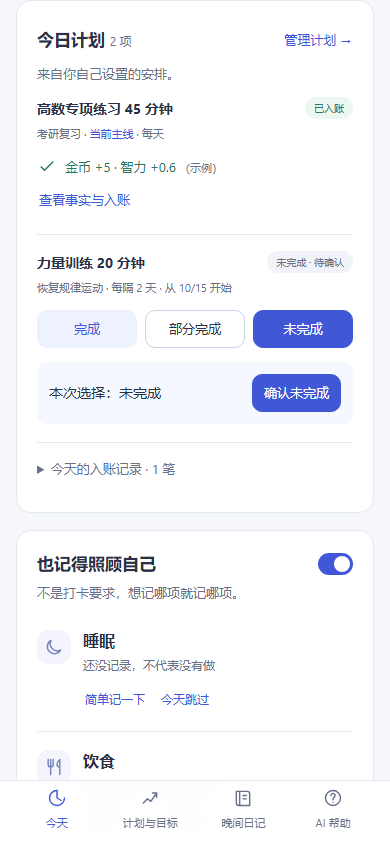 今日计划 2 项
管理计划 →
来自你自己设置的安排。
高数专项练习 45 分钟
已入账
考研复习 · 当前主线 · 每天
金币 +5 · 智力 +0.6 (示例)
查看事实与入账
力量训练 20 分钟
未完成 · 待确认
恢复规律运动 · 每隔 2 天 · 从 10/15 开始
完成
部分完成
未完成
本次选择：未完成
确认未完成
今天的入账记录 · 1 笔
也记得照顾自己
不是打卡要求，想记哪项就记哪项。
睡眠
还没记录，不代表没有做
简单记一下
今天跳过
饮食
今天
计划与目标
晚间日记
AI 帮助